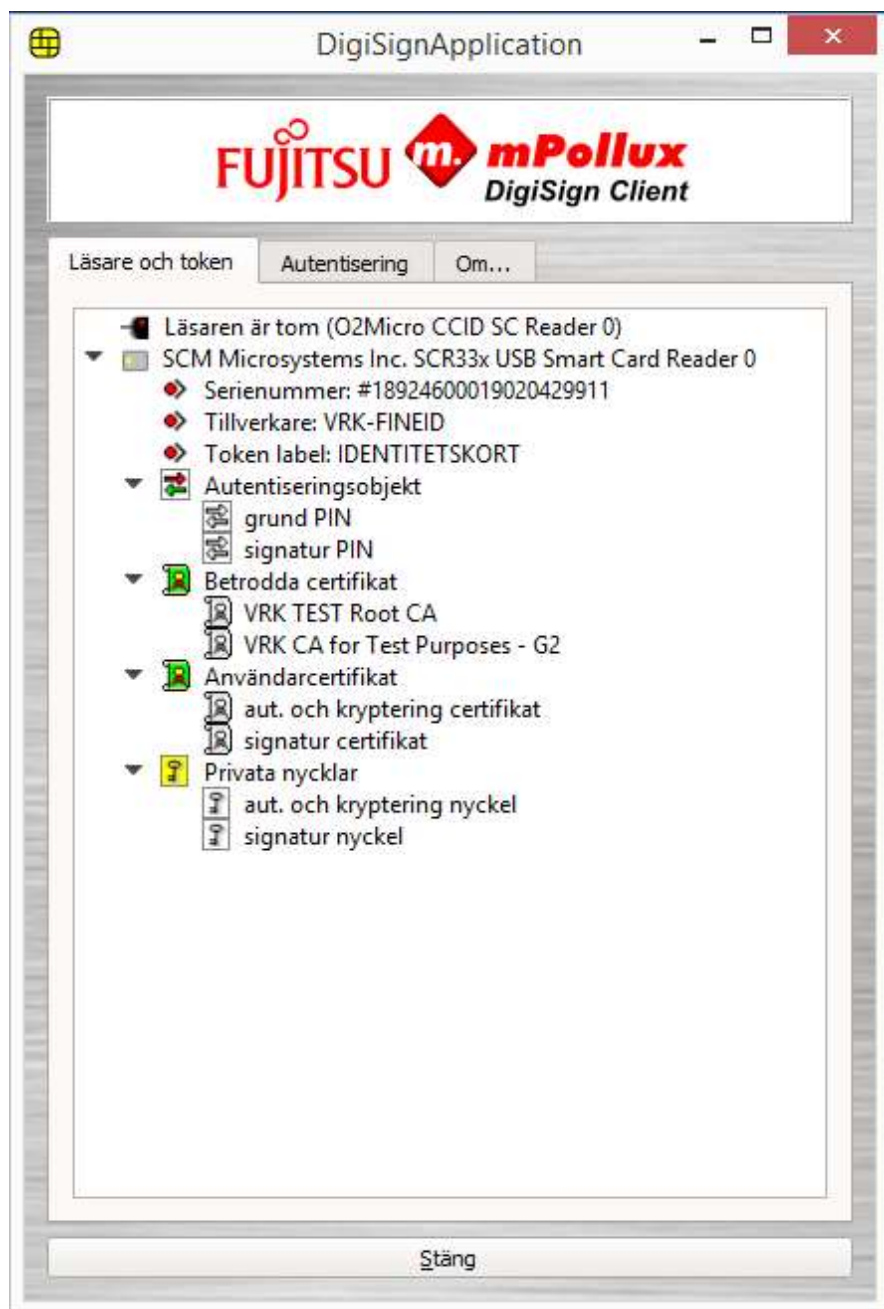 DigiSignApplication
FUJITSU m. mPollux
DigiSign Client
Läsare och token Autentisering Om...
Läsaren är tom (O2Micro CCID SC Reader 0)
SCM Microsystems Inc. SCR33x USB Smart Card Reader 0
Serienummer: #18924600019020429911
Tillverkare: VRK-FINEID
Token label: IDENTITETSKORT
Autentiseringsobjekt
grund PIN
signatur PIN
Betrodda certifikat
VRK TEST Root CA
VRK CA for Test Purposes - G2
Användarcertifikat
aut. och kryptering certifikat
signatur certifikat
Privata nycklar
aut. och kryptering nyckel
signatur nyckel
Stäng